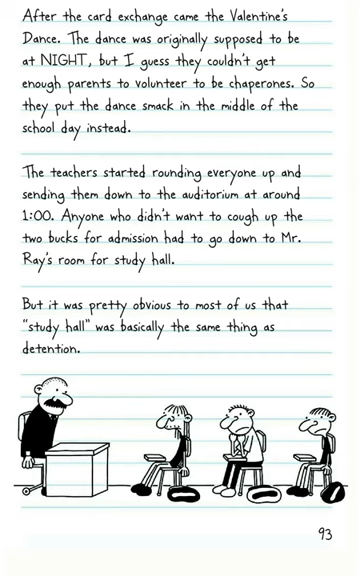 After the card exchange came the Valentine's
Dance. The dance was originally supposed to be
at NIGHT, but I guess they couldn't get
enough parents to volunteer to be chaperones. So
they put the dance smack in the middle of the
school day instead.
The teachers started rounding everyone up and
sending them down to the auditorium at around
1:00. Anyone who didn't want to cough up the
two bucks for admission had to go down to Mr.
Ray's room for study hall.
But it was pretty obvious to most of us that
"study hall" was basically the same thing as
detention.
93